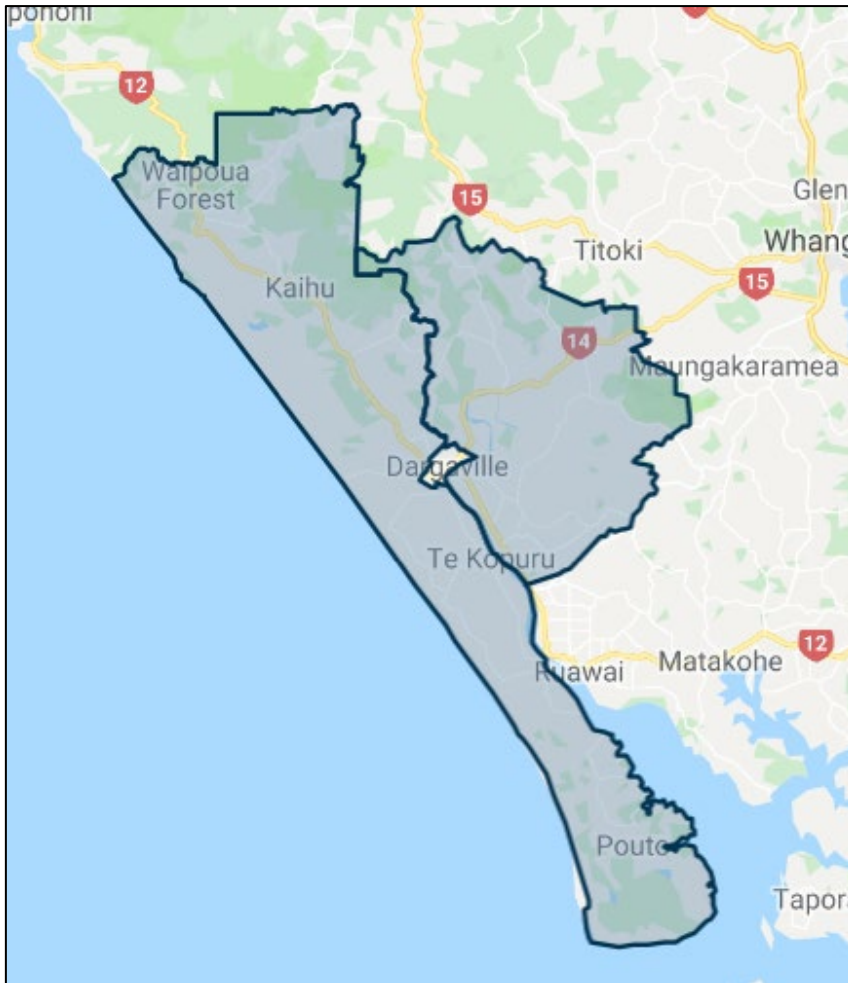 pononi
12
Waipoua
Forest
15
Glen
Titoki
Whang
15
Kaihu
14
Maungakaramea
Dargaville
Te Kopuru
12
Matakohe
Ruawai
Pouto
Tapora